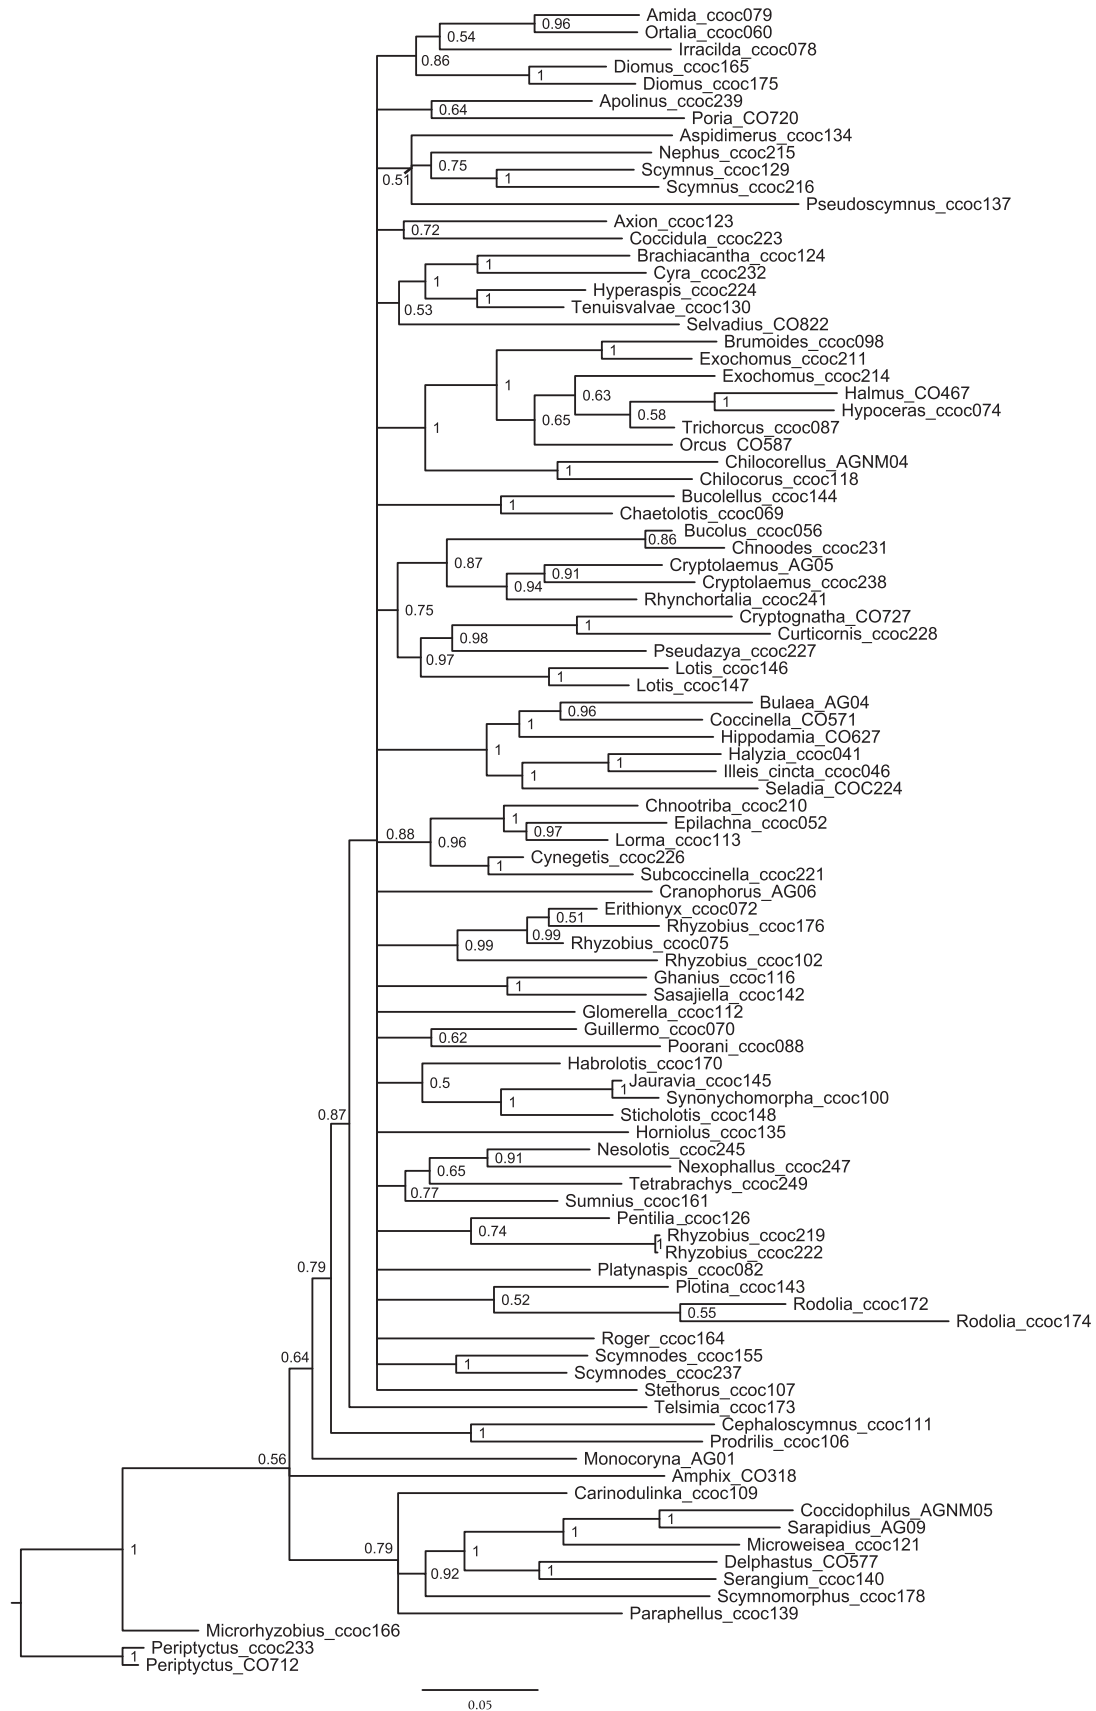 Amida_ccoc079
0.96
Ortalia_ccoc060
0.54
Irracilda_ccoc078
0.86
Diomus_ccoc165
1
Diomus_ccoc175
Apolinus_ccoc239
0.64
Poria_CO720
Aspidimerus_ccoc134
Nephus_ccoc215
0.75
Scymnus_ccoc129
0.51
1
Scymnus_ccoc216
Pseudoscymnus_ccoc137
Axion_ccoc123
0.72
Coccidula_ccoc223
Brachiacantha_ccoc124
1
Cyra_ccoc232
1
Hyperaspis_ccoc224
1
Tenuisvalvae_ccoc130
0.53
Selvadius_CO822
Brumoides_ccoc098
1
Exochomus_ccoc211
1
Exochomus_ccoc214
0.63
Halmus_CO467
1
Hypoceras_ccoc074
0.58
0.65
Trichorcus_ccoc087
1
Orcus_CO587
Chilocorellus_AGNM04
1
Chilocorus_ccoc118
Bucolellus_ccoc144
1
Chaetolotis_ccoc069
Bucolus_ccoc056
0.86
Chnoodes_ccoc231
0.87
Cryptolaemus_AG05
0.91
Cryptolaemus_ccoc238
0.94
Rhynchortalia_ccoc241
0.75
Cryptognatha_CO727
1
Curticornis_ccoc228
0.98
Pseudazya_ccoc227
0.97
Lotis_ccoc146
1
Lotis_ccoc147
Bulaea_AG04
0.96
Coccinella_CO571
1
Hippodamia_CO627
1
Halyzia_ccoc041
1
Illeis_cincta_ccoc046
1
Seladia_COC224
Chnootriba_ccoc210
1
Epilachna_ccoc052
0.97
0.88
Lorma_ccoc113
0.96
Cynegetis_ccoc226
1
Subcoccinella_ccoc221
Cranophorus_AG06
Erithionyx_ccoc072
0.51
Rhyzobius_ccoc176
0.99
Rhyzobius_ccoc075
0.99
Rhyzobius_ccoc102
Ghanius_ccoc116
1
Sasajiella_ccoc142
Glomerella_ccoc112
Guillermo_ccoc070
0.62
Poorani_ccoc088
Habrolotis_ccoc170
0.5
Jauravia_ccoc145
1
Synonychomorpha_ccoc100
1
Sticholotis_ccoc148
0.87
Horniolus_ccoc135
Nesolotis_ccoc245
0.91
Nexophallus_ccoc247
0.65
Tetrabrachys_ccoc249
0.77
Sumnius_ccoc161
Pentilia_ccoc126
0.74
Rhyzobius_ccoc219
1
Rhyzobius_ccoc222
0.79
Platynaspis_ccoc082
Plotina_ccoc143
0.52
Rodolia_ccoc172
0.55
Rodolia_ccoc174
Roger_ccoc164
0.64
Scymnodes_ccoc155
1
Scymnodes_ccoc237
Stethorus_ccoc107
Telsimia_ccoc173
Cephaloscymnus_ccoc111
1
Prodrilis_ccoc106
0.56
Monocoryna_AG01
Amphix_CO318
Carinodulinka_ccoc109
Coccidophilus_AGNM05
1
Sarapidius_AG09
1
Microweisea_ccoc121
1
0.79
1
Delphastus_CO577
0.92
1
Serangium_ccoc140
Scymnomorphus_ccoc178
Paraphellus_ccoc139
Microrhyzobius_ccoc166
Periptyctus_ccoc233
1
Periptyctus_CO712
0.05